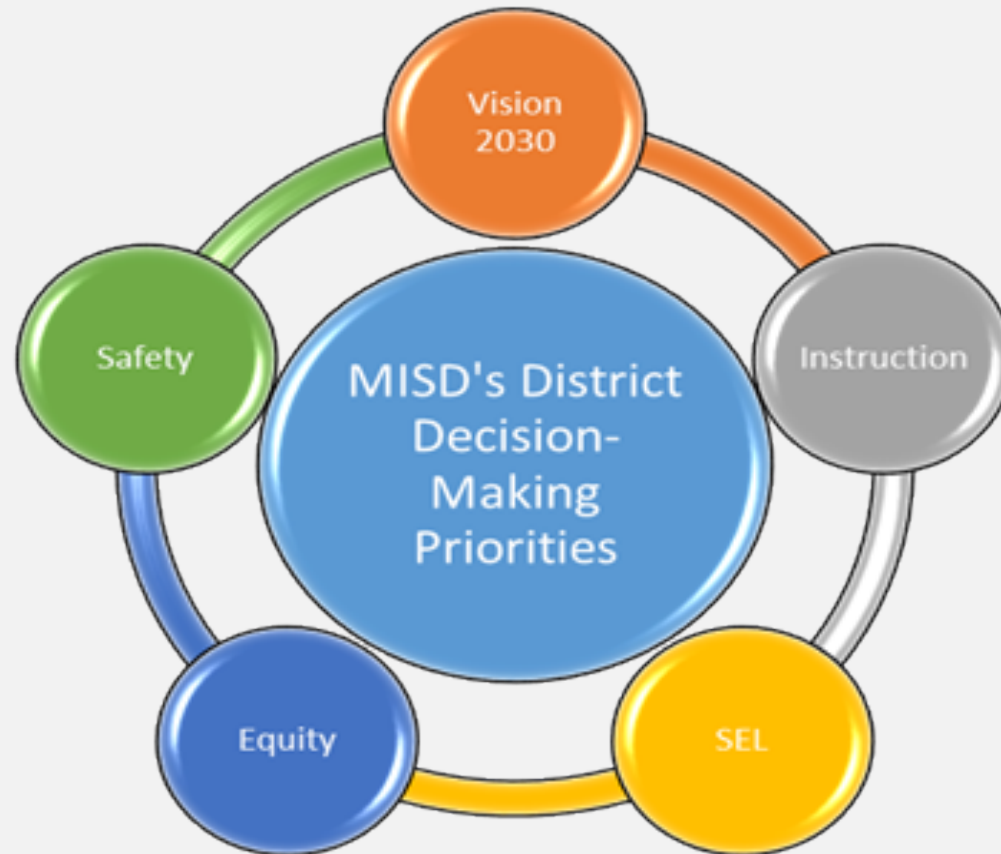 Vision
2030
Safety
Instruction
MISD's District
Decision-
Making
Priorities
Equity
SEL